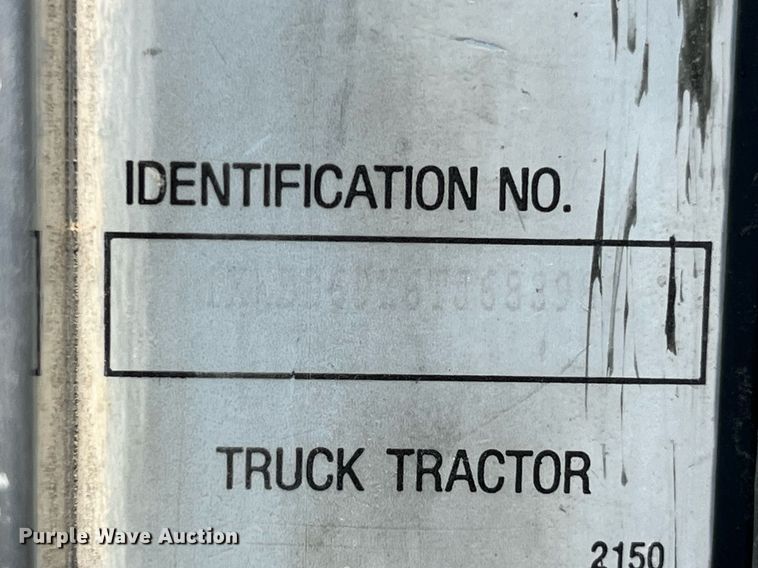 IDENTIFICATION NO.
TRUCK TRACTOR
Purple Wave Auction
2150